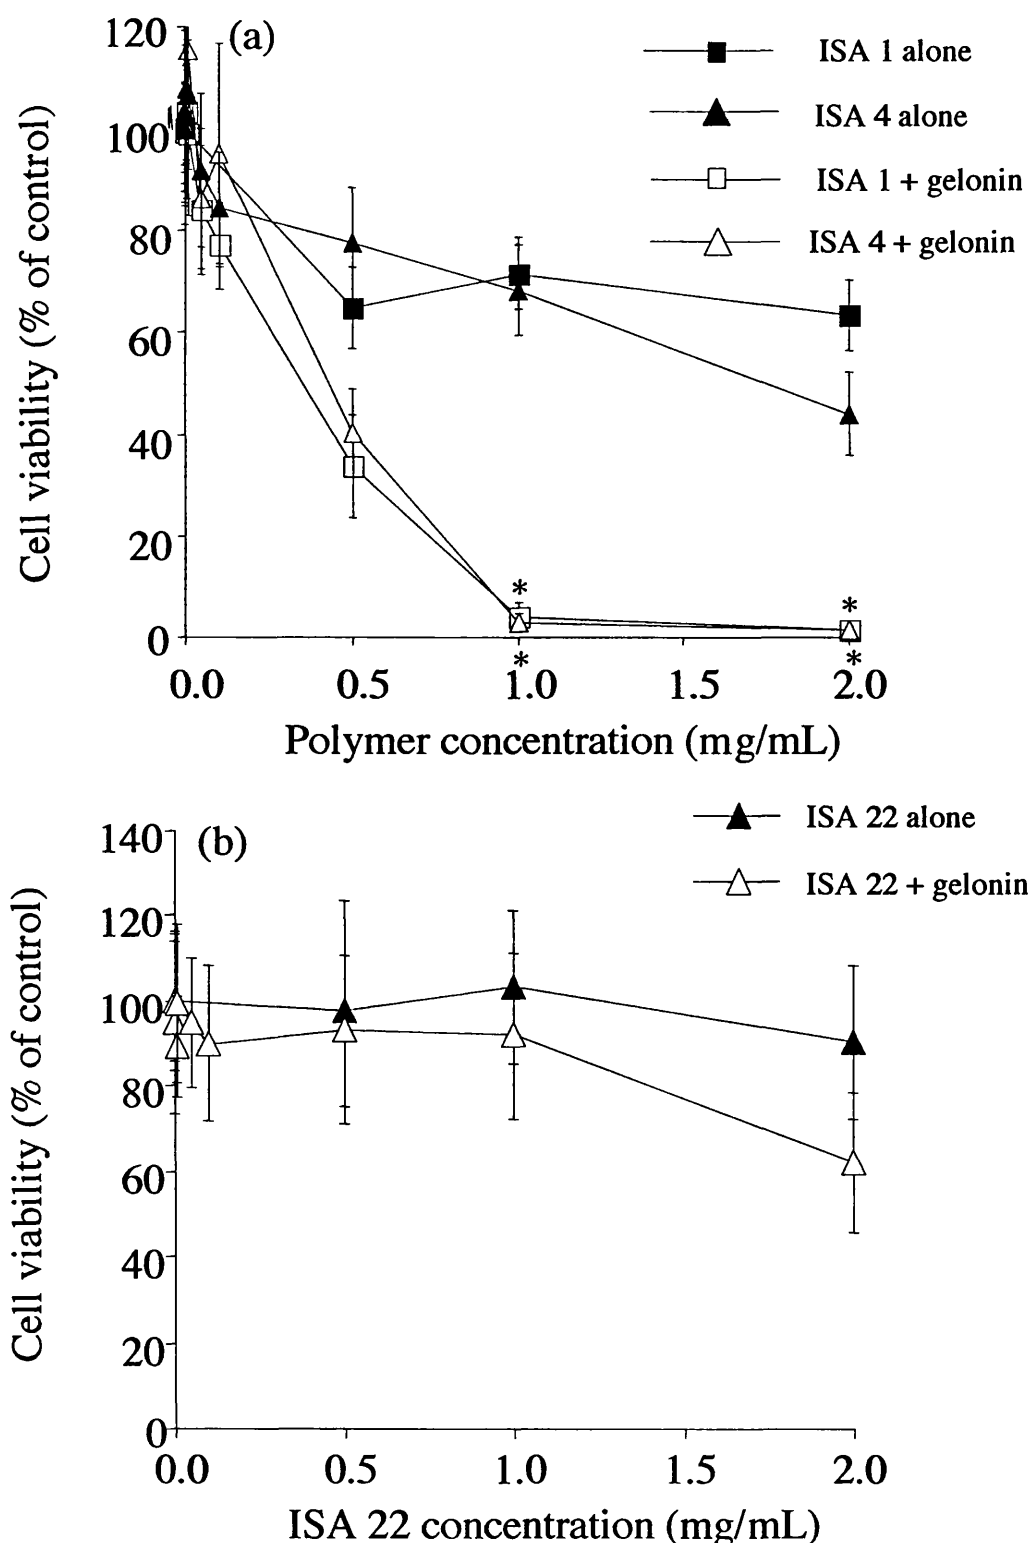 (a)
120
100
80
60
40
20
0
Cell viability (% of control)
ISA 1 alone
ISA 4 alone
ISA 1 + gelonin
ISA 4 + gelonin
*
*
*
*
0.0 0.5 1.0 1.5 2.0
Polymer concentration (mg/mL)
(b)
140
120
100
80
60
40
20
0
Cell viability (% of control)
ISA 22 alone
ISA 22 + gelonin
0.0 0.5 1.0 1.5 2.0
ISA 22 concentration (mg/mL)